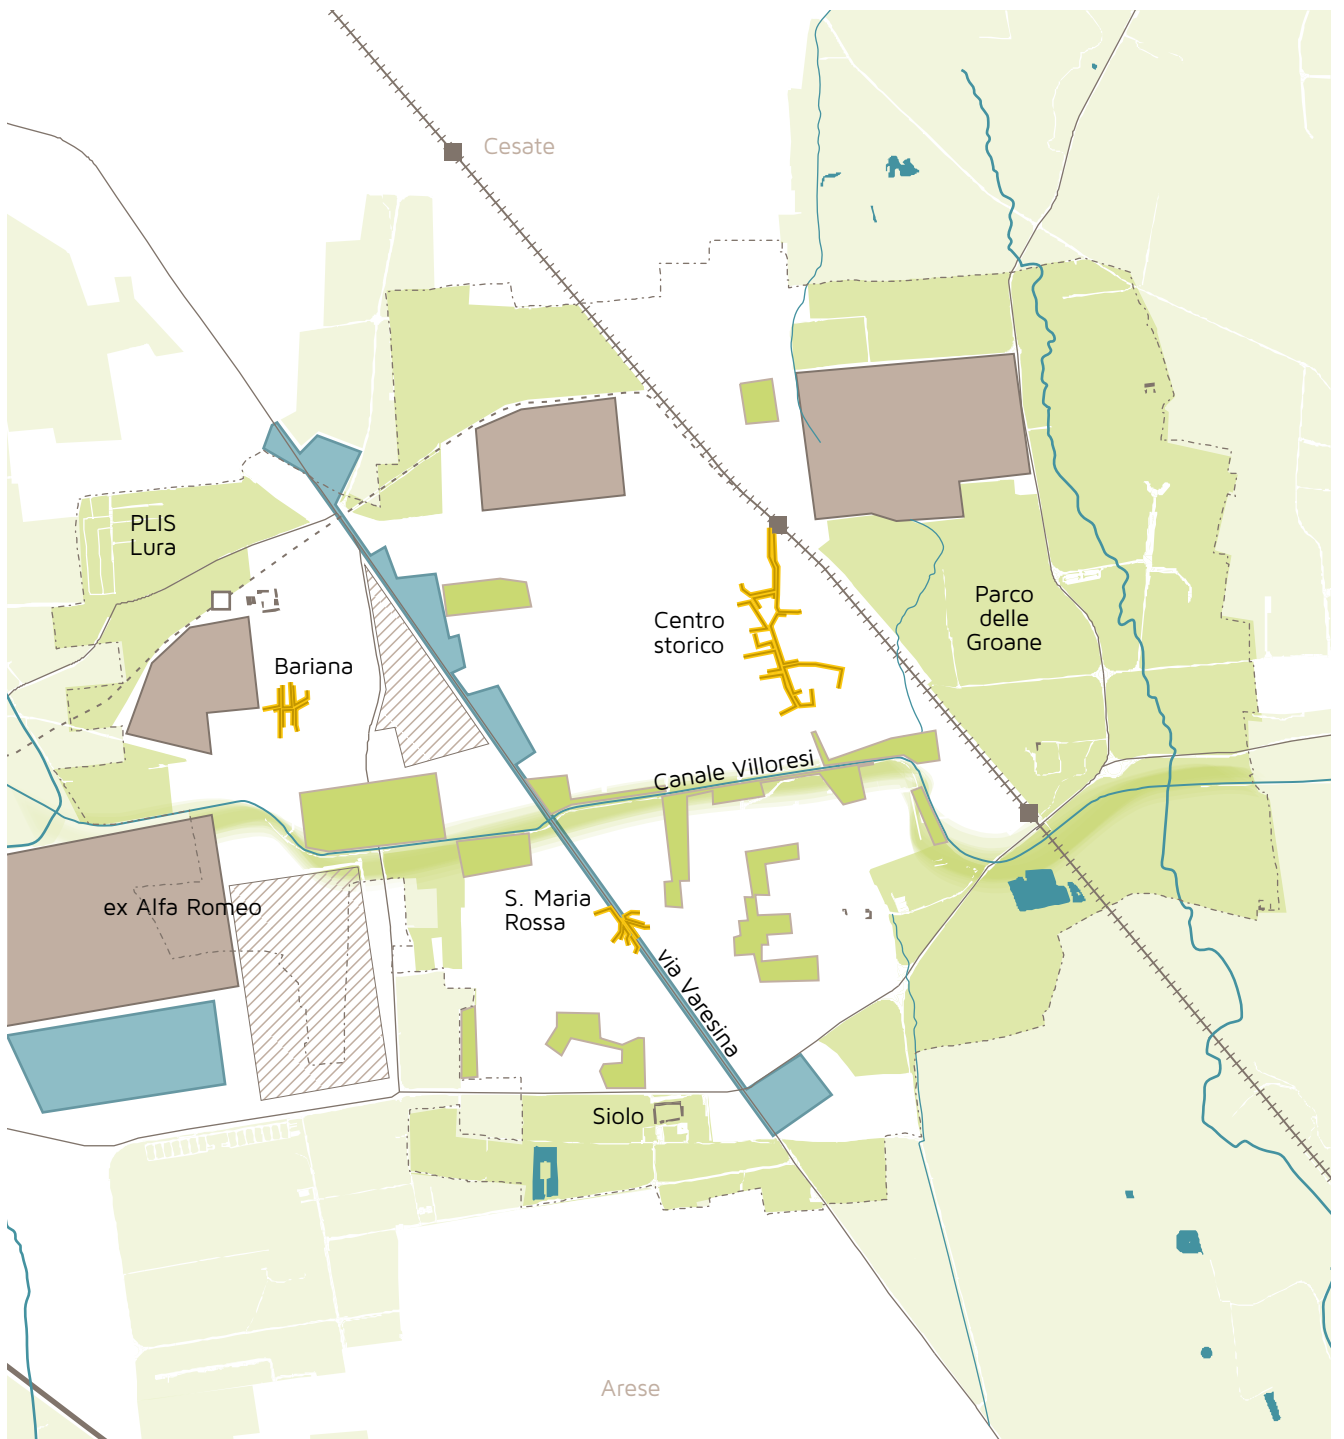 Cesate
PLIS
Lura
Parco
delle
Groane
Centro
storico
Bariana
Canale Villoresi
ex Alfa Romeo
S. Maria
Rossa
via Varesina
Siolo
Arese